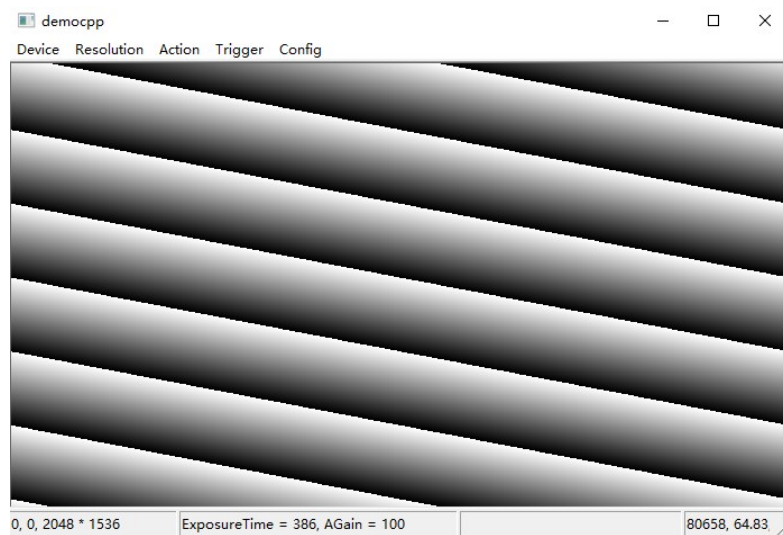 democpp
Device Resolution Action Trigger Config
0, 0, 2048 * 1536 ExposureTime = 386, AGain = 100 80658, 64.83,